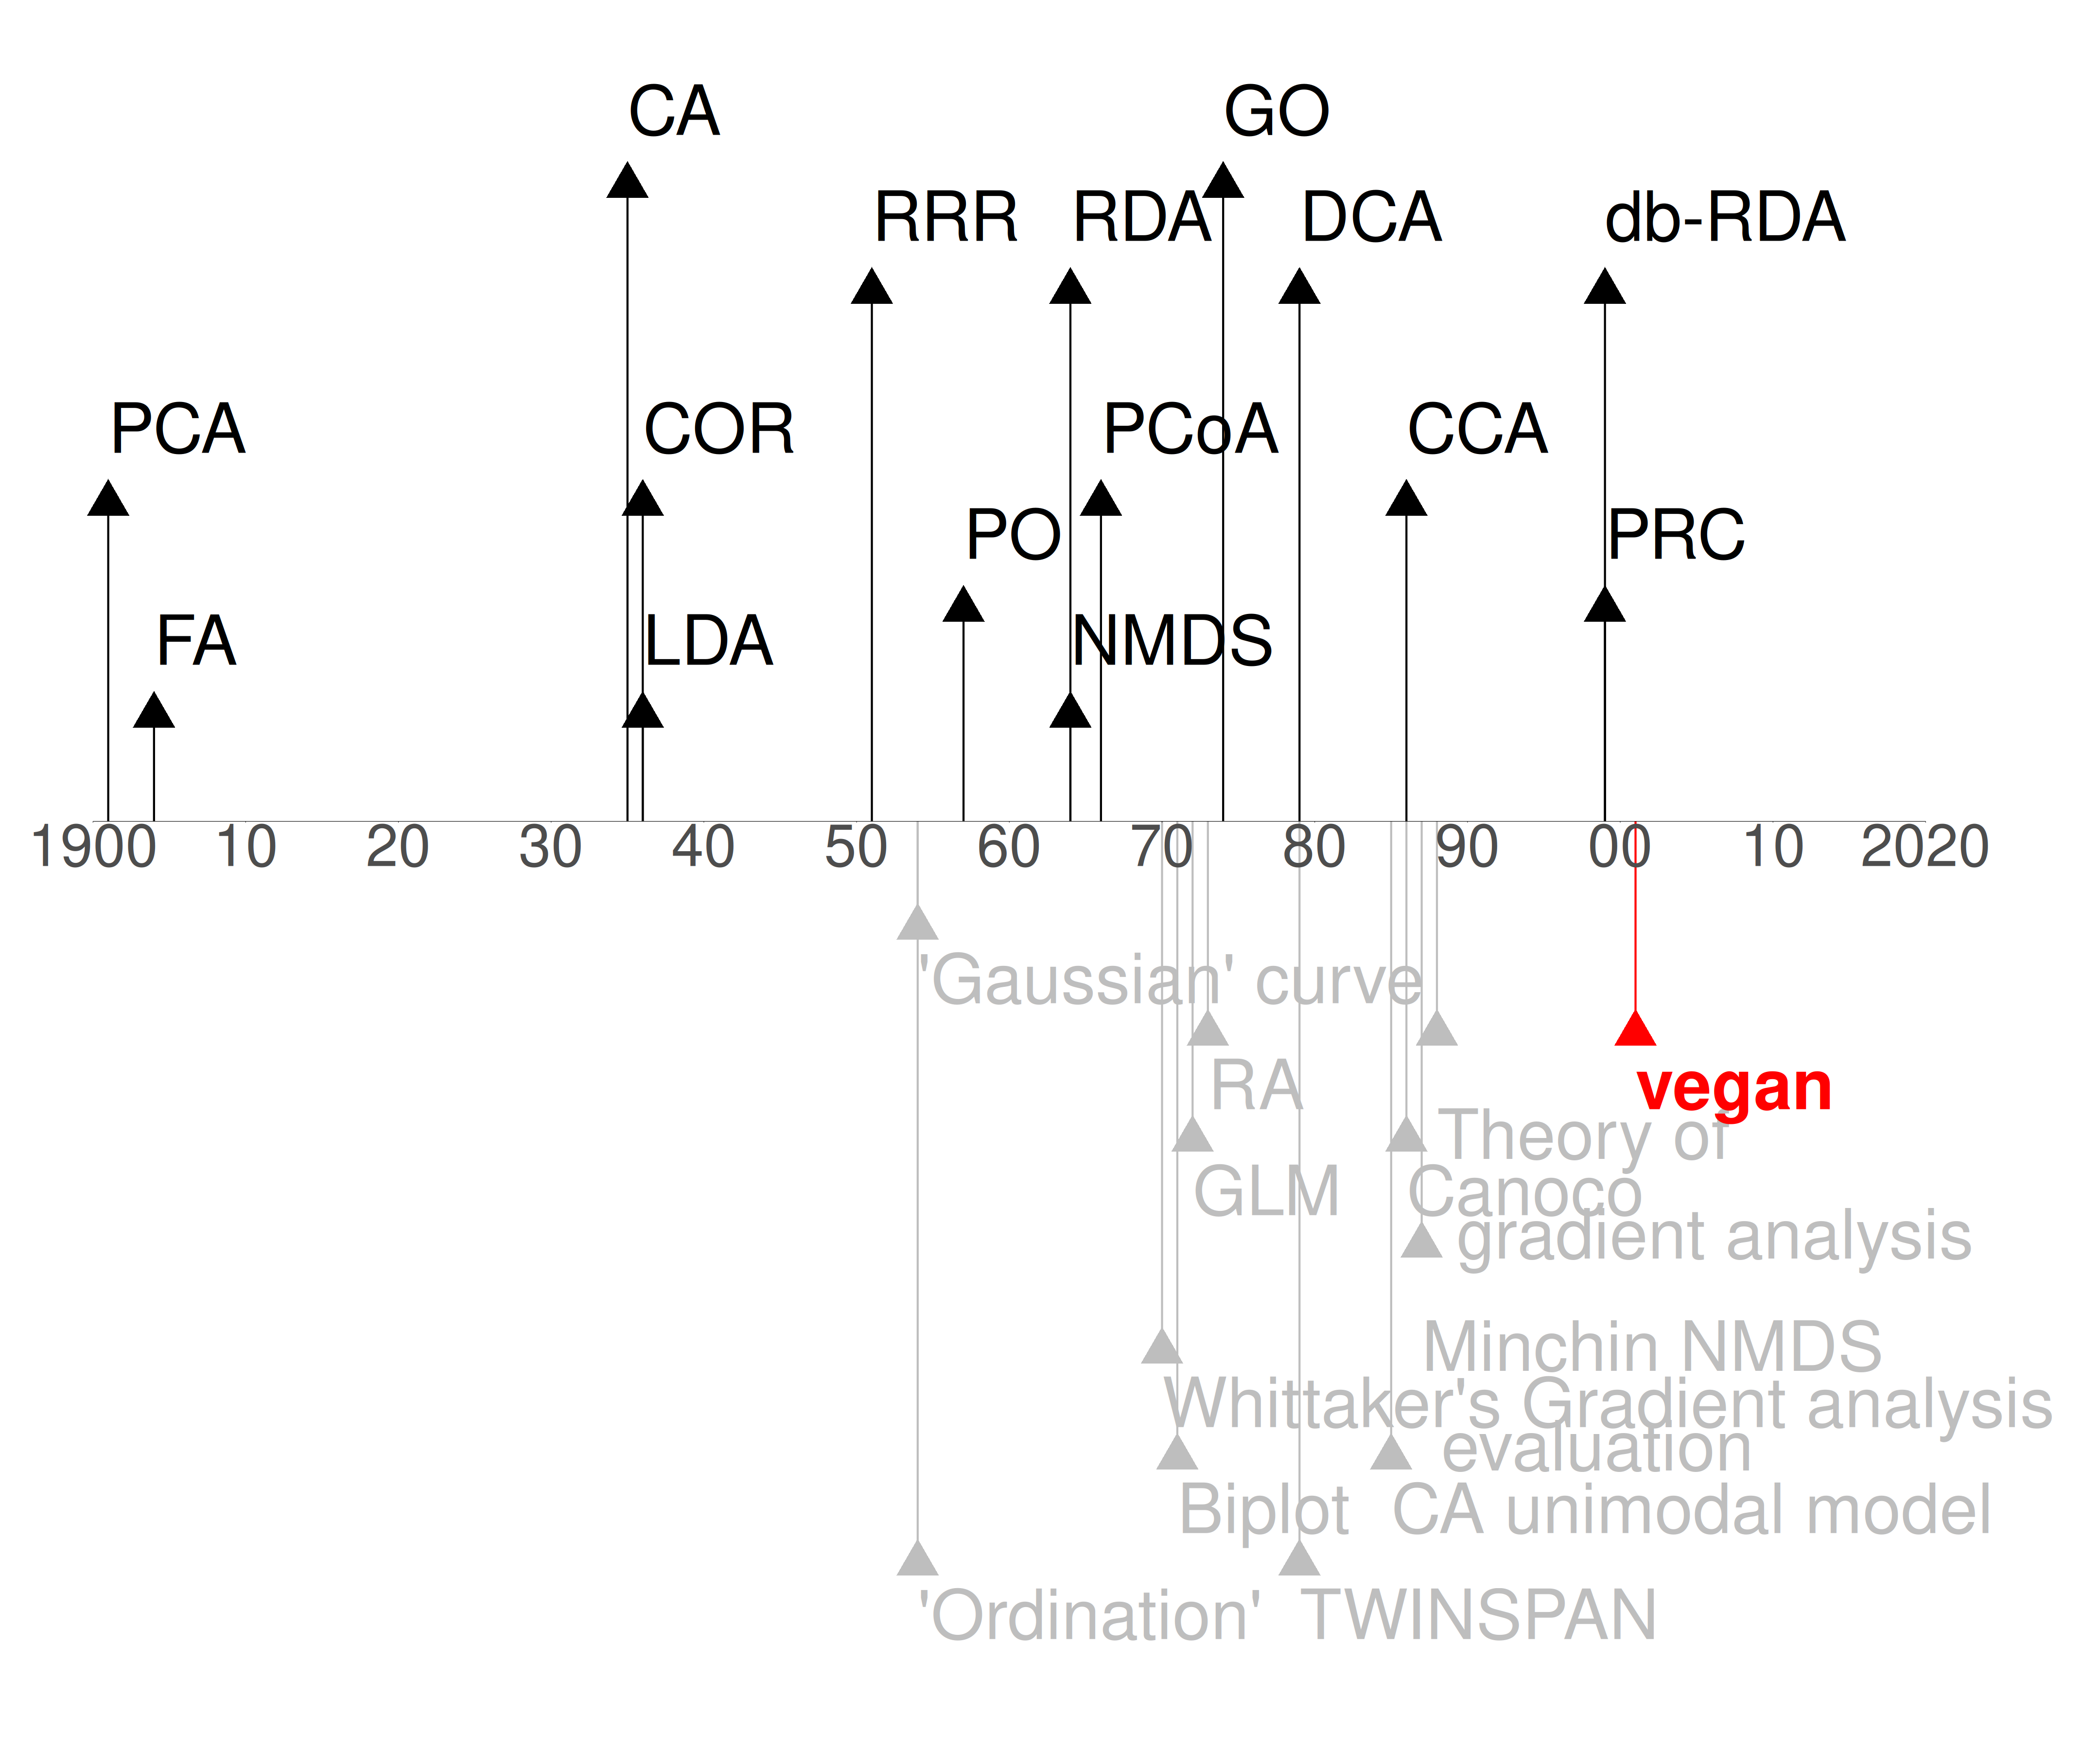 CA
GO
RRR
RDA
DCA
db-RDA
PCA
COR
PCoA
CCA
PO
PRC
FA
LDA
NMDS
1900 10 20 30 40 50 60 70 80 90 00 10 2020
'Gaussian' curve
RA
vegan
Theory of
gradient analysis
GLM
Canoco
Minchin NMDS
evaluation
Whittaker's Gradient analysis
Biplot
CA unimodal model
'Ordination'
TWINSPAN